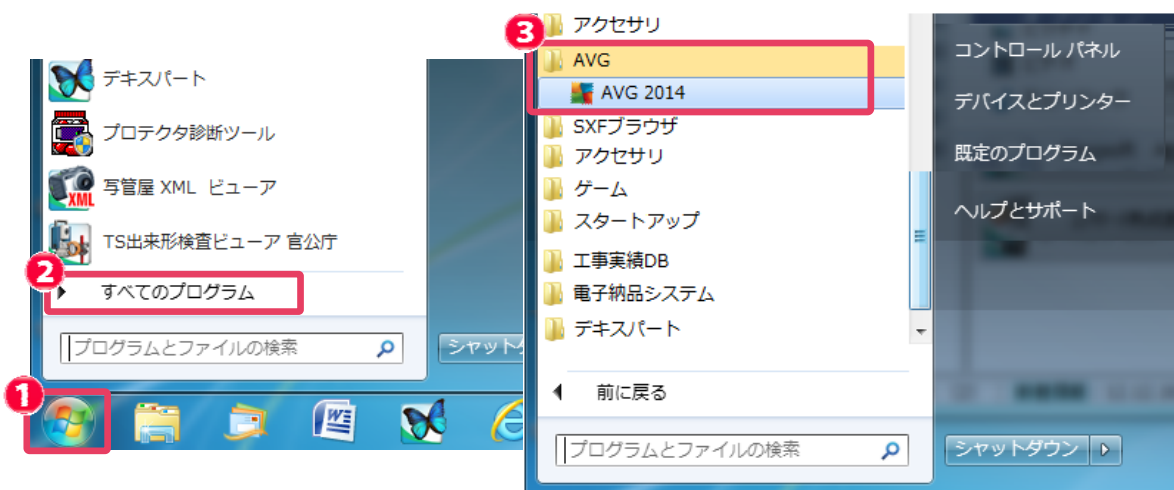 デキスパート
プロテクタ診断ツール
XML
写管屋 XML ビューア
TS出来形検査ビューア 官公庁
2
すべてのプログラム
プログラムとファイルの検索
シャット
1
W
3
アクセサリ
AVG
AVG 2014
SXFブラウザ
アクセサリ
ゲーム
スタートアップ
工事実績DB
電子納品システム
デキスパート
前に戻る
プログラムとファイルの検索
コントロール パネル
デバイスとプリンター
既定のプログラム
ヘルプとサポート
シャットダウン